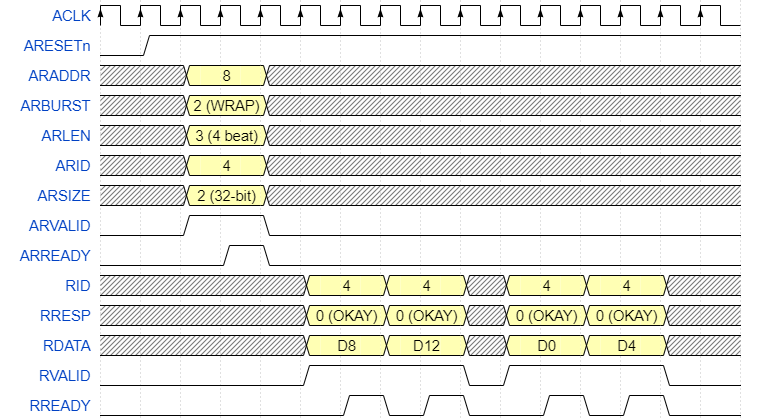 ACLK
ARESETn
ARADDR 8
ARBURST 2 (WRAP)
ARLEN 3 (4 beat)
ARID 4
ARSIZE 2 (32-bit)
ARVALID
ARREADY
RID 4 4 4 4
RRESP 0 (OKAY) 0 (OKAY) 0 (OKAY) 0 (OKAY)
RDATA D8 D12 D0 D4
RVALID
RREADY